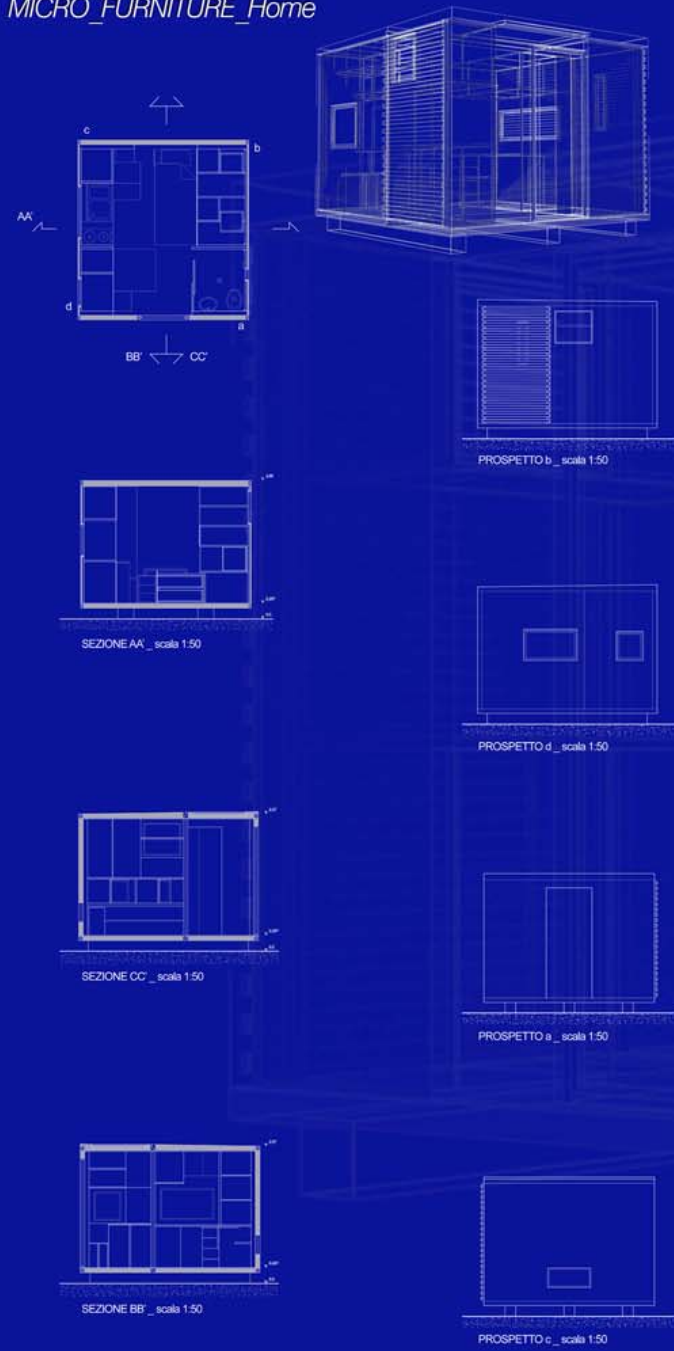 MICRO_FURNITURE_Home
c
b
AA'
d
a
BB' CC'
PROSPETTO b _ scala 1:50
SEZIONE AA' _ scala 1:50
PROSPETTO d _ scala 1:50
SEZIONE CC' _ scala 1:50
PROSPETTO a _ scala 1:50
SEZIONE BB' _ scala 1:50
PROSPETTO c _ scala 1:50